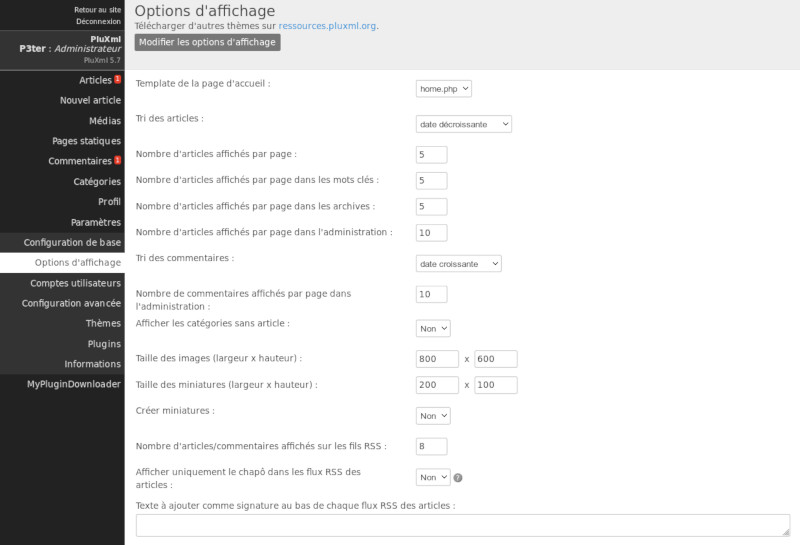 Retour au site
Déconnexion
PluXml
P3ter : Administrateur
PluXml 5.7
Articles 1
Nouvel article
Médias
Pages statiques
Commentaires 1
Catégories
Profil
Paramètres
Configuration de base
Options d'affichage
Comptes utilisateurs
Configuration avancée
Thèmes
Plugins
Informations
MyPluginDownloader
Options d'affichage
Télécharger d'autres thèmes sur ressources.pluxml.org.
Modifier les options d'affichage
Template de la page d'accueil : home.php
Tri des articles : date décroissante
Nombre d'articles affichés par page : 5
Nombre d'articles affichés par page dans les mots clés : 5
Nombre d'articles affichés par page dans les archives : 5
Nombre d'articles affichés par page dans l'administration : 10
Tri des commentaires : date croissante
Nombre de commentaires affichés par page dans 10
l'administration :
Afficher les catégories sans article : Non
Taille des images (largeur x hauteur) : 800 x 600
Taille des miniatures (largeur x hauteur) : 200 x 100
Créer miniatures : Non
Nombre d'articles/commentaires affichés sur les fils RSS : 8
Afficher uniquement le chapô dans les flux RSS des Non ?
articles :
Texte à ajouter comme signature au bas de chaque flux RSS des articles :